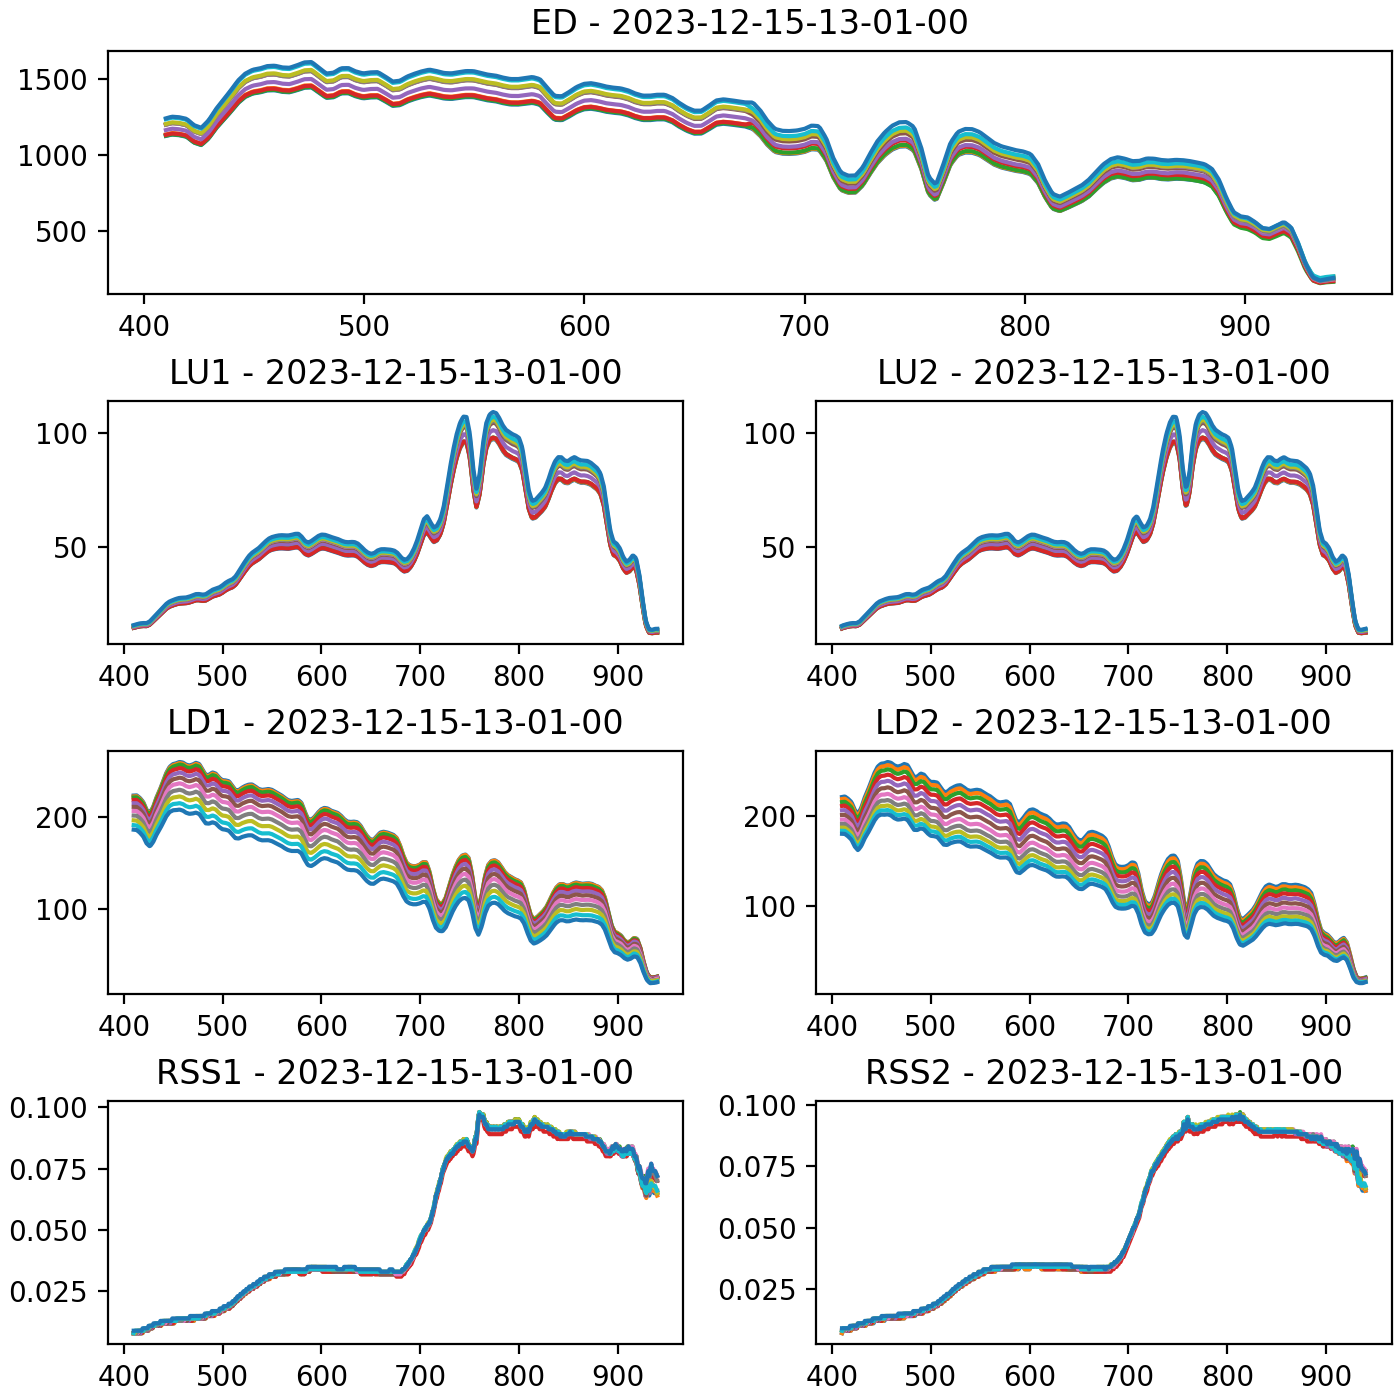 ED - 2023-12-15-13-01-00
1500
1000
500
400 500 600 700 800 900
LU1 - 2023-12-15-13-01-00
100
50
400 500 600 700 800 900
LU2 - 2023-12-15-13-01-00
100
50
400 500 600 700 800 900
LD1 - 2023-12-15-13-01-00
200
100
400 500 600 700 800 900
LD2 - 2023-12-15-13-01-00
200
100
400 500 600 700 800 900
RSS1 - 2023-12-15-13-01-00
0.100
0.075
0.050
0.025
400 500 600 700 800 900
RSS2 - 2023-12-15-13-01-00
0.100
0.075
0.050
0.025
400 500 600 700 800 900